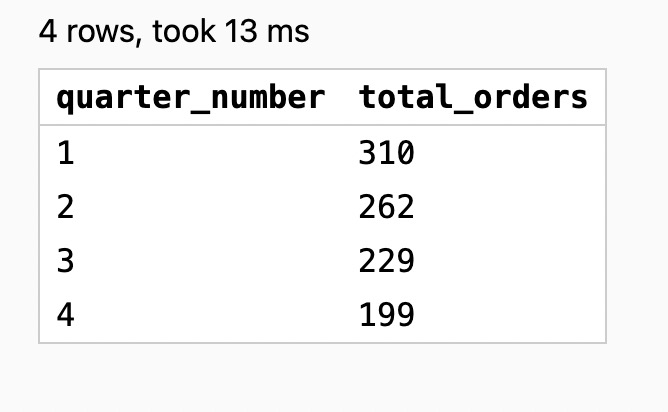 4 rows, took 13 ms
quarter_number total_orders
1 310
2 262
3 229
4 199